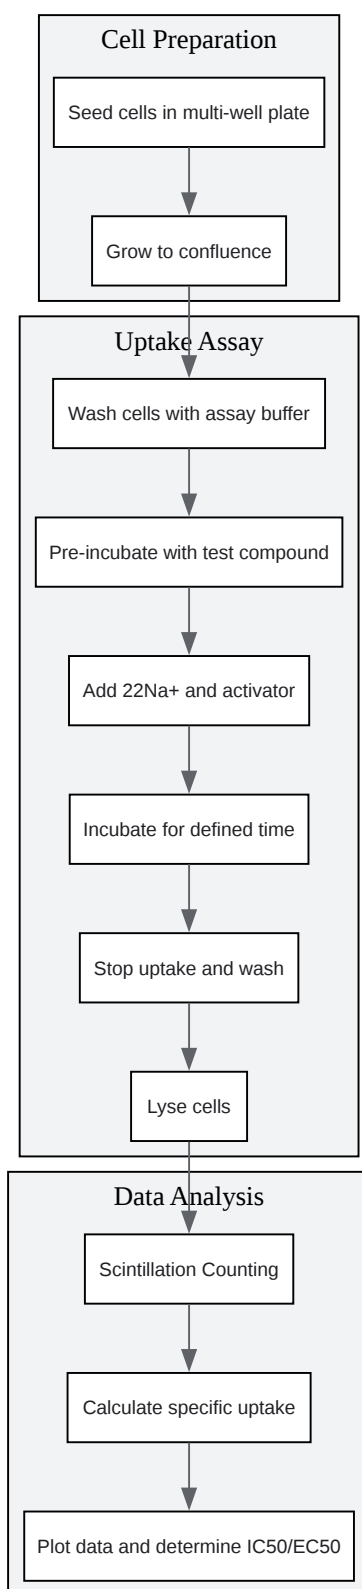 Cell Preparation
Seed cells in multi-well plate
Grow to confluence
Uptake Assay
Wash cells with assay buffer
Pre-incubate with test compound
Add 22Na+ and activator
Incubate for defined time
Stop uptake and wash
Lyse cells
Data Analysis
Scintillation Counting
Calculate specific uptake
Plot data and determine IC50/EC50